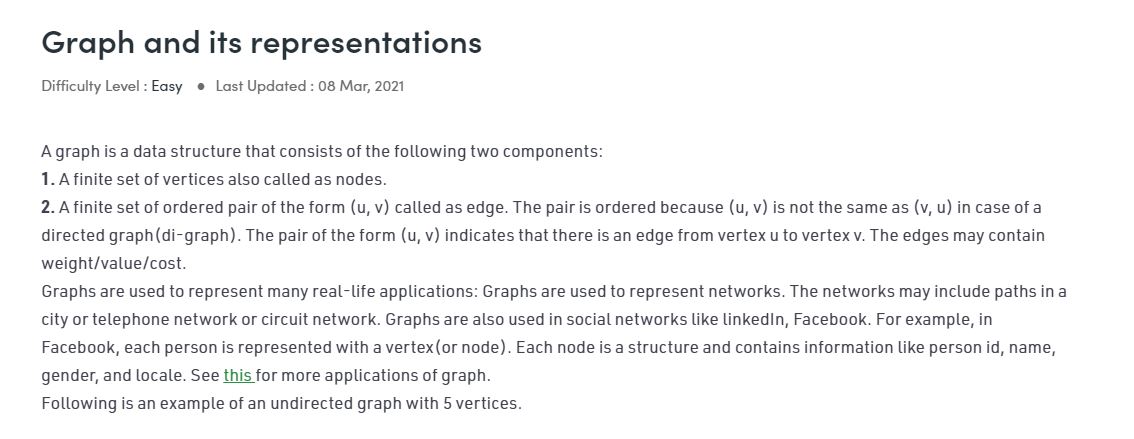 Graph and its representations
Difficulty Level : Easy ● Last Updated : 08 Mar, 2021
A graph is a data structure that consists of the following two components:
1. A finite set of vertices also called as nodes.
2. A finite set of ordered pair of the form (u, v) called as edge. The pair is ordered because (u, v) is not the same as (v, u) in case of a
directed graph(di-graph). The pair of the form (u, v) indicates that there is an edge from vertex u to vertex v. The edges may contain
weight/value/cost.
Graphs are used to represent many real-life applications: Graphs are used to represent networks. The networks may include paths in a
city or telephone network or circuit network. Graphs are also used in social networks like linkedIn, Facebook. For example, in
Facebook, each person is represented with a vertex(or node). Each node is a structure and contains information like person id, name,
gender, and locale. See this for more applications of graph.
Following is an example of an undirected graph with 5 vertices.